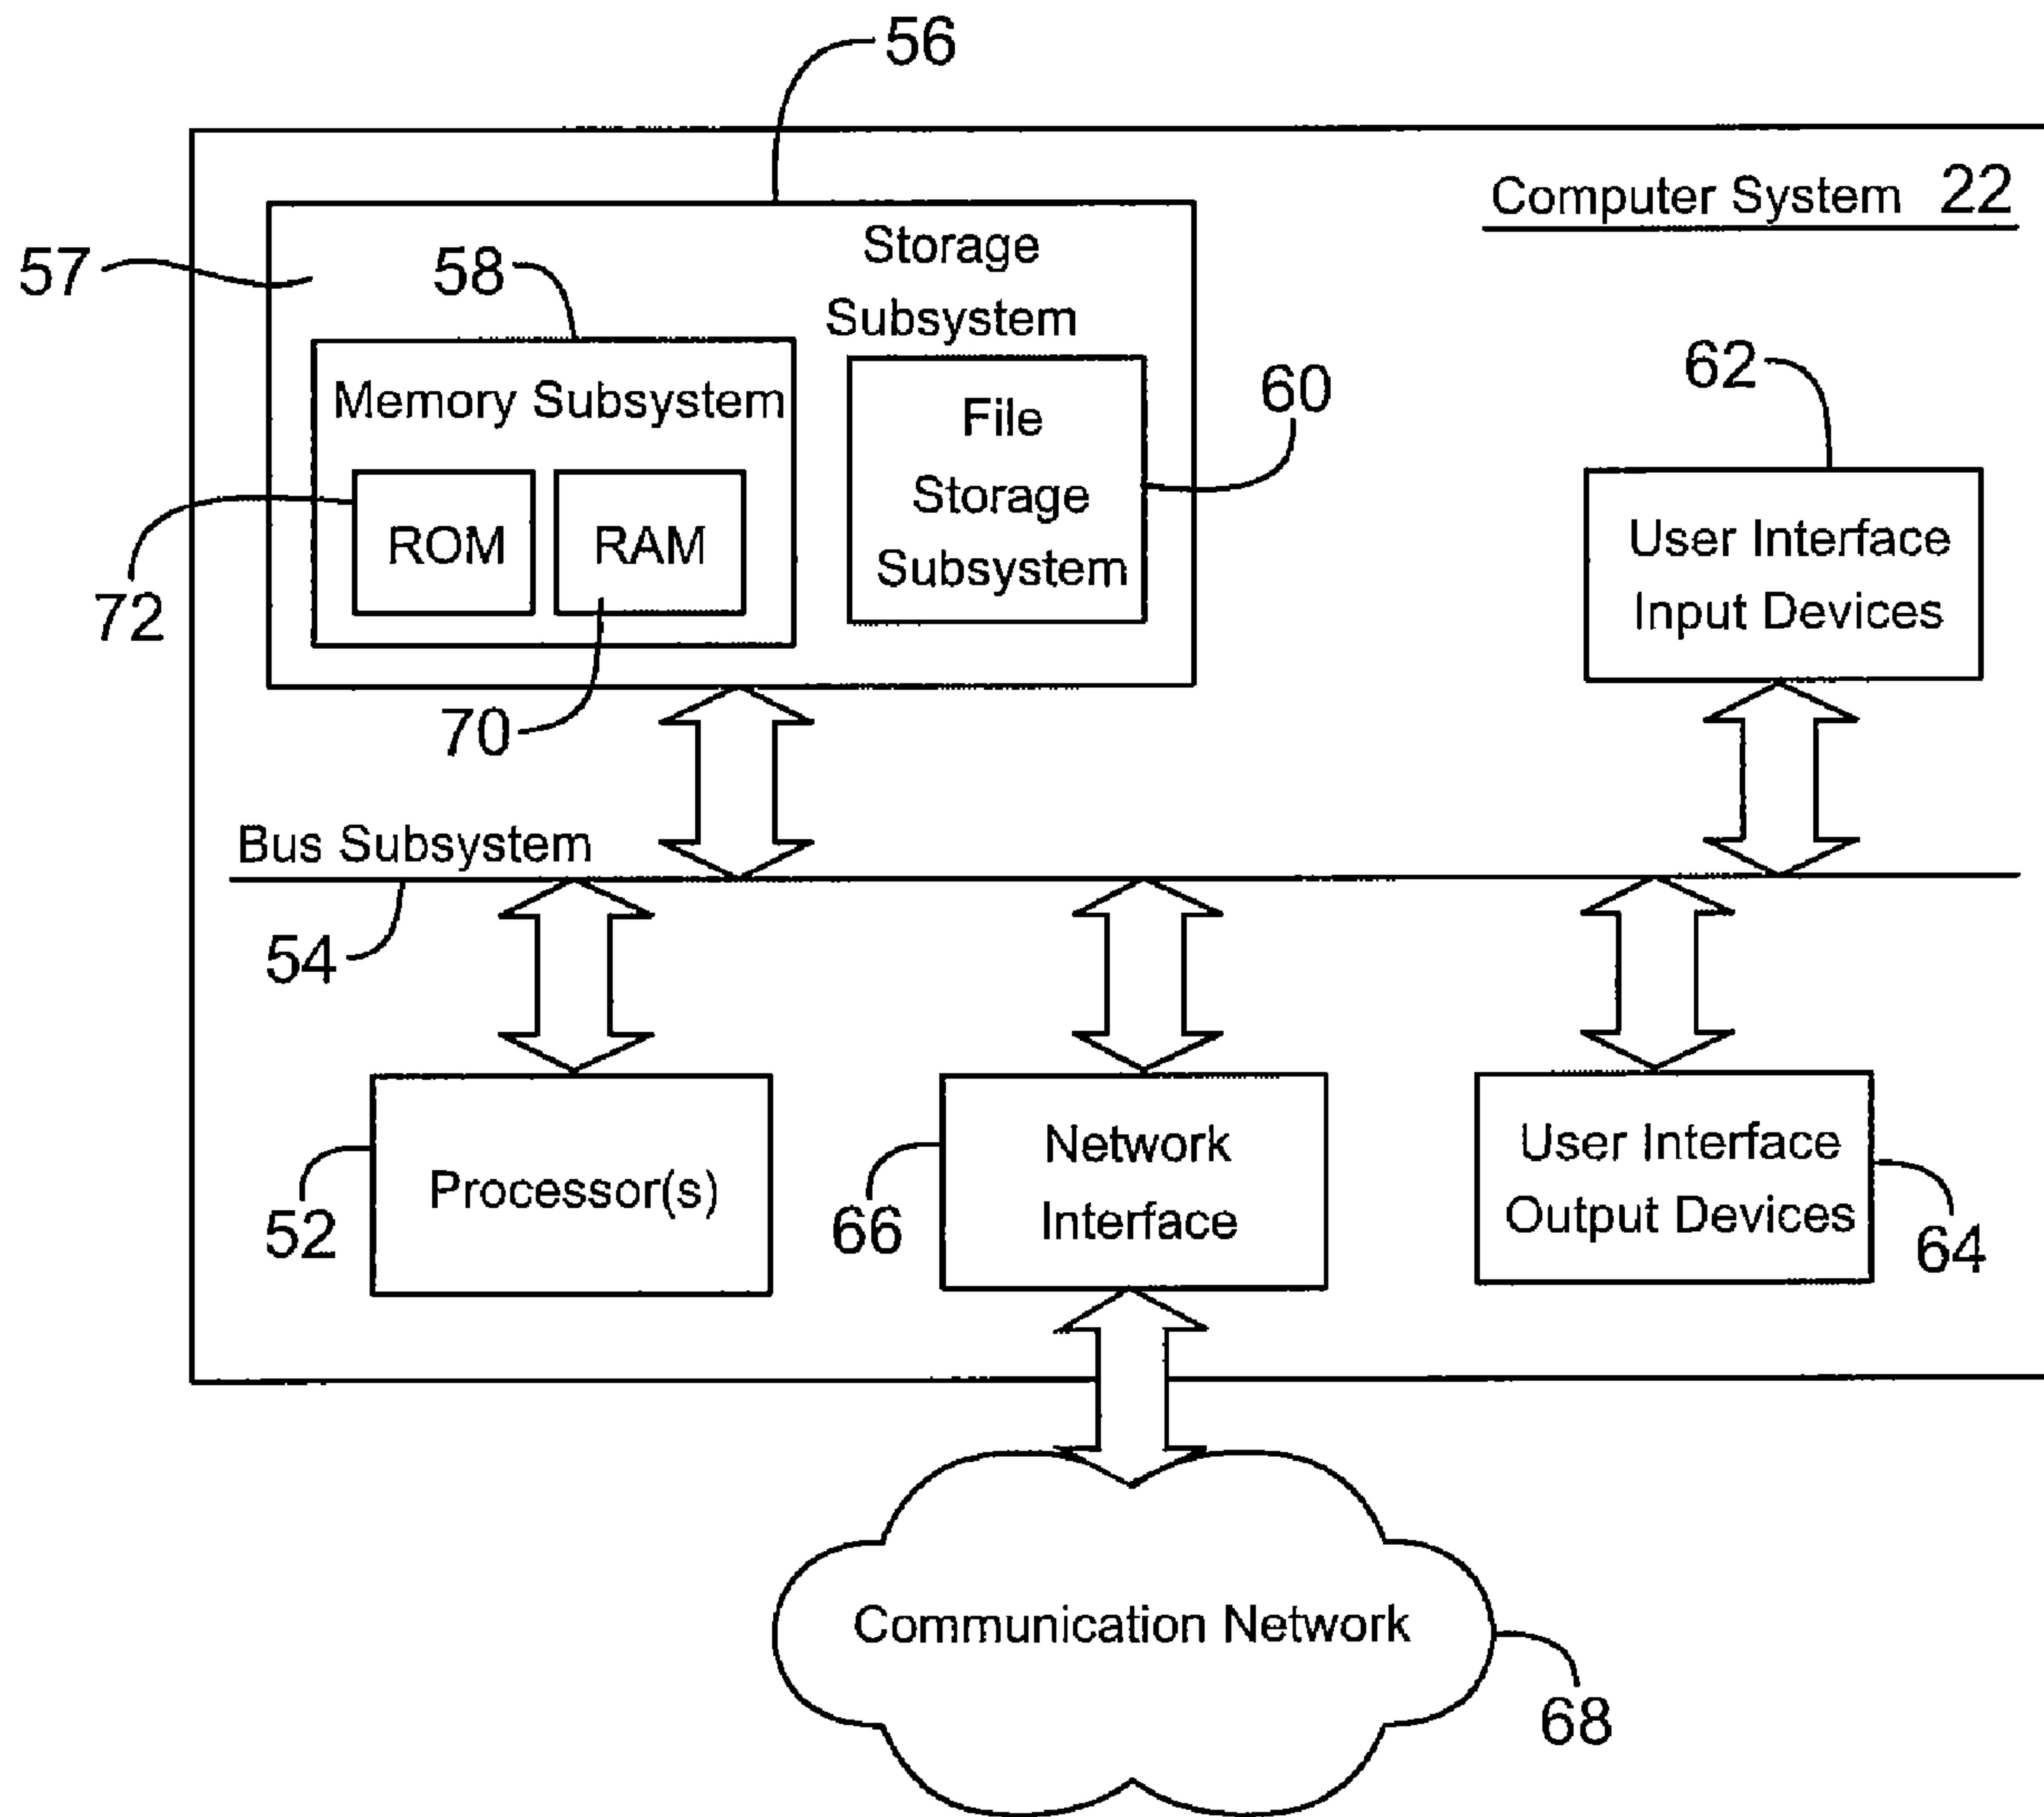 56
Computer System 22
57
58
Storage
Subsystem
Memory Subsystem
62
60
File
Storage
Subsystem
ROM
RAM
User Interface
Input Devices
72
70
Bus Subsystem
54
Processor(s)
52
Network
Interface
66
User Interface
Output Devices
64
Communication Network
68